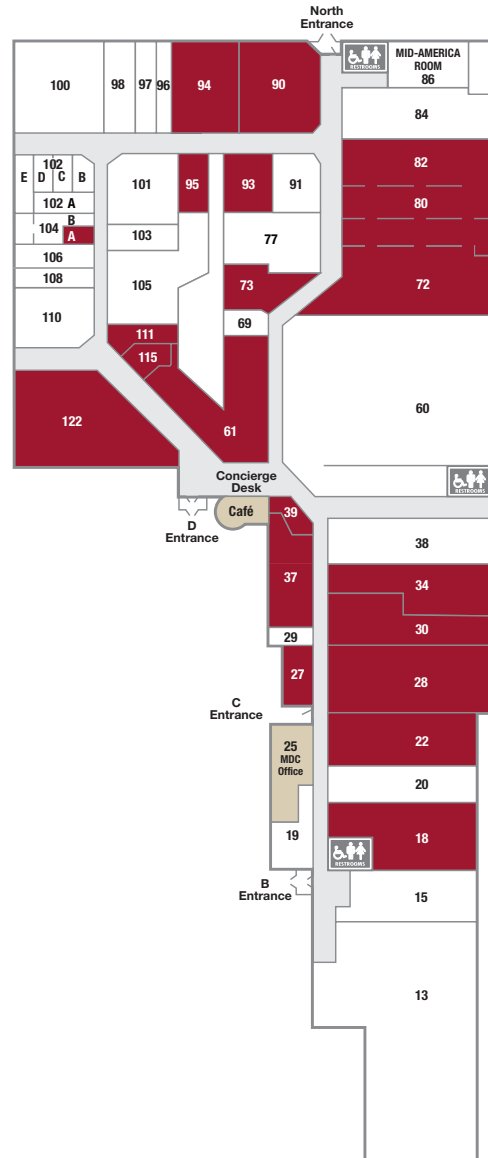 North
Entrance
RESTROOMS
MID-AMERICA
ROOM
86
100
98
97
96
94
90
84
102
E
D
C
B
101
95
93
91
82
102 A
80
B
104
A
103
77
106
108
105
73
72
110
69
111
115
60
122
61
Concierge
Desk
RESTROOMS
Café
39
D
Entrance
38
37
34
29
30
27
28
C
Entrance
25
MDC
Office
22
20
19
18
RESTROOMS
B
Entrance
15
13